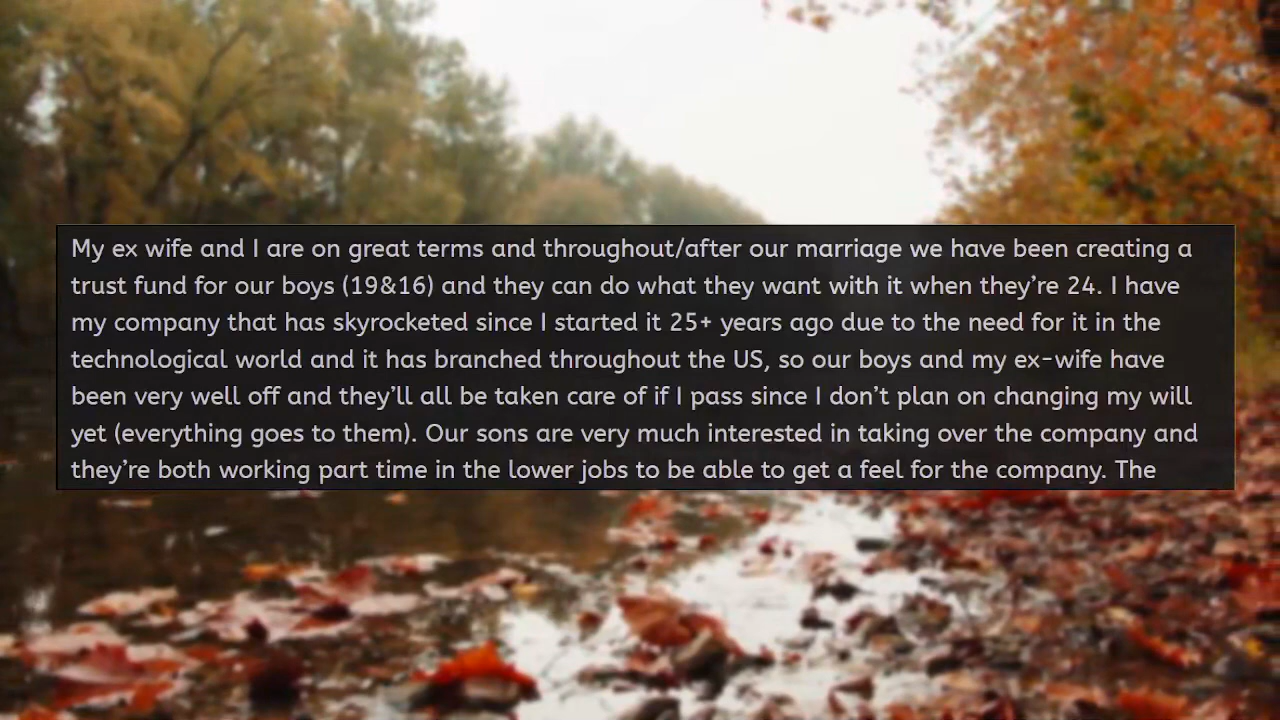 My ex wife and I are on great terms and throughout/after our marriage we have been creating a
trust fund for our boys (19&16) and they can do what they want with it when they’re 24. I have
my company that has skyrocketed since I started it 25+ years ago due to the need for it in the
technological world and it has branched throughout the US, so our boys and my ex-wife have
been very well off and they’ll all be taken care of if I pass since I don’t plan on changing my will
yet (everything goes to them). Our sons are very much interested in taking over the company and
they’re both working part time in the lower jobs to be able to get a feel for the company. The